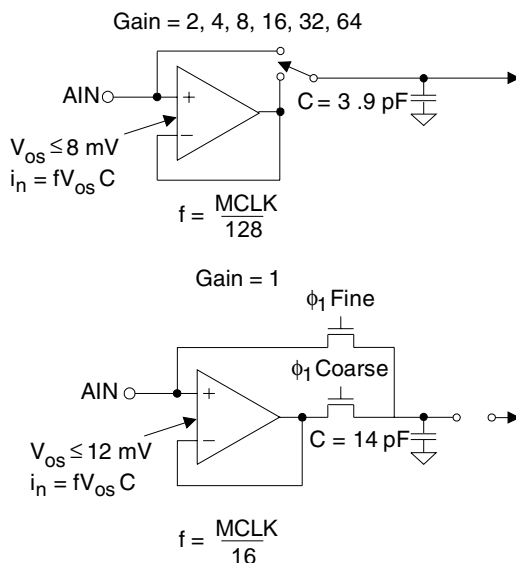 Gain = 2, 4, 8, 16, 32, 64
AIN
+
−
C = 3 .9 pF
Vos ≤ 8 mV
in = fVos C
f = MCLK
128
Gain = 1
ϕ1 Fine
ϕ1 Coarse
AIN
+
−
C = 14 pF
Vos ≤ 12 mV
in = fVos C
f = MCLK
16